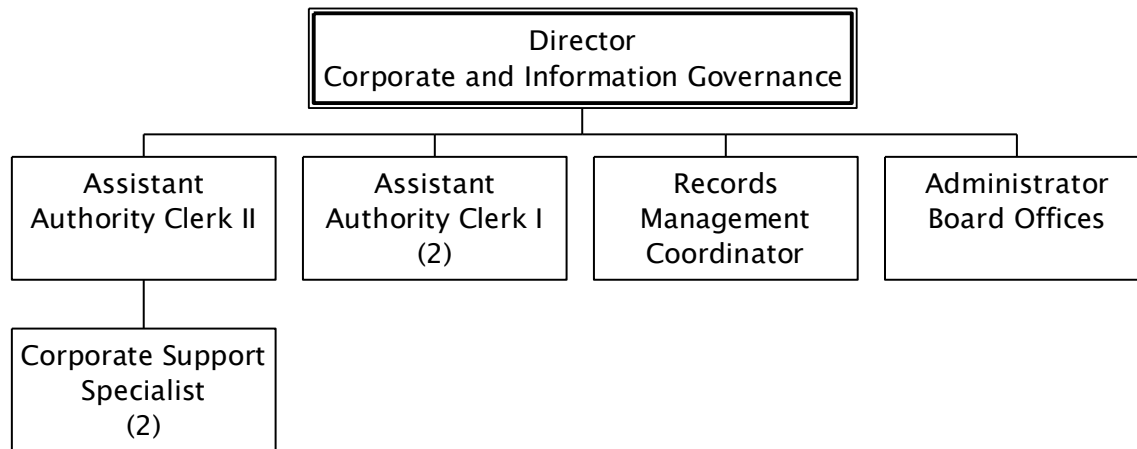 Director
Corporate and Information Governance
Assistant
Authority Clerk II
Assistant
Authority Clerk I
(2)
Records
Management
Coordinator
Administrator
Board Offices
Corporate Support
Specialist
(2)